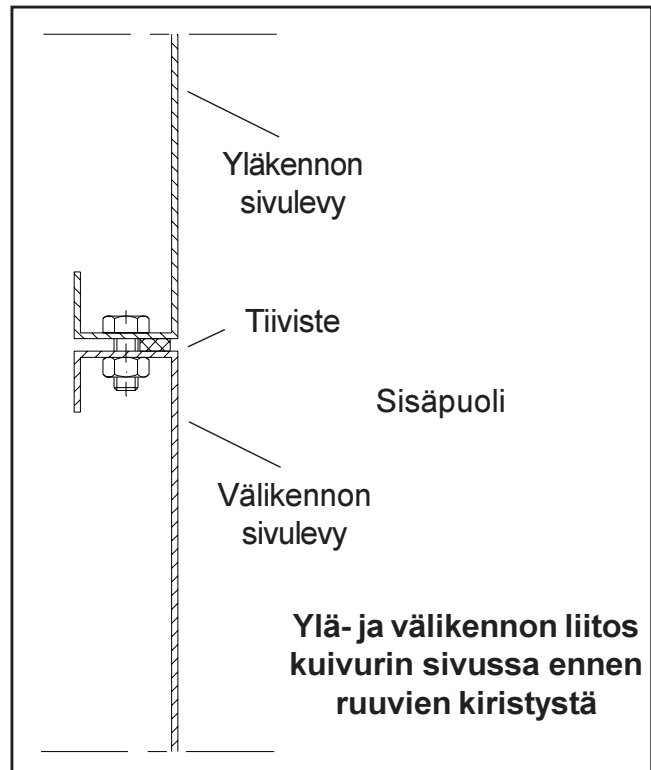 Yläkennon
sivulevy
Tiiviste
Sisäpuoli
Välikennon
sivulevy
Ylä- ja välikennon liitos
kuivurin sivussa ennen
ruuvien kiristystä